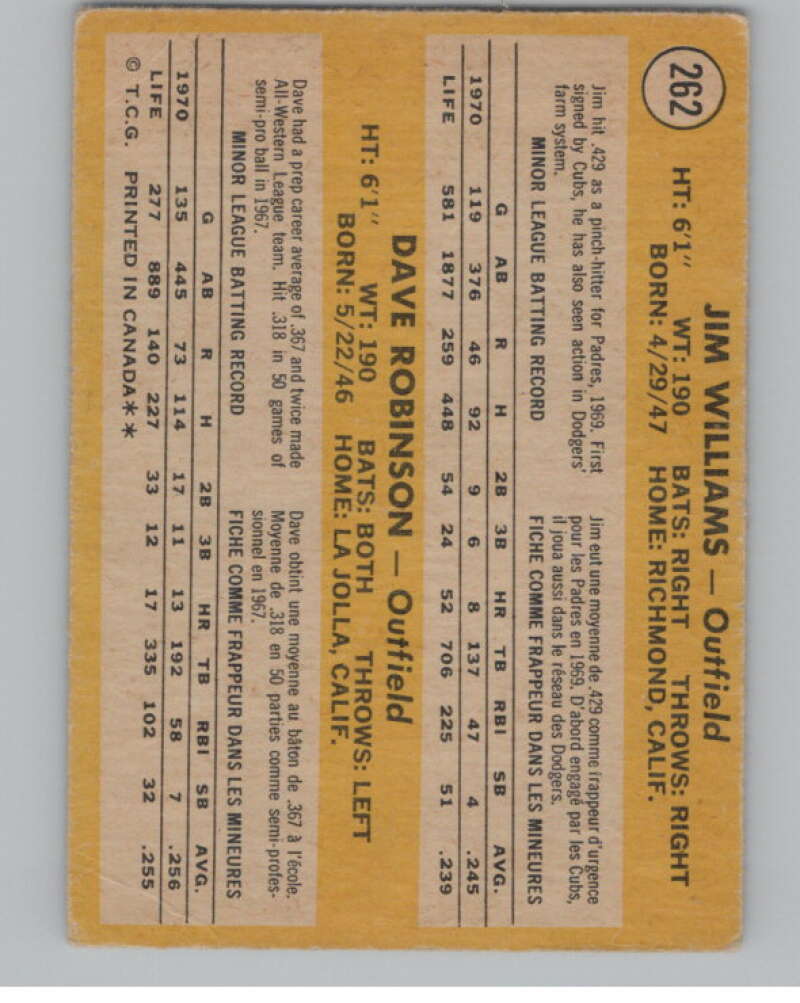 262
JIM WILLIAMS — Outfield
HT: 6'1" WT: 190 BATS: RIGHT THROWS: RIGHT
BORN: 4/29/47 HOME: RICHMOND, CALIF.
Jim hit .429 as a pinch-hitter for Padres, 1969. First
signed by Cubs, he has also seen action in Dodgers'
farm system.
MINOR LEAGUE BATTING RECORD
Jim eut une moyenne de .429 comme frappeur d'urgence
pour les Padres en 1969. D'abord engagé par les Cubs,
il joua aussi dans le réseau des Dodgers.
FICHE COMME FRAPPEUR DANS LES MINEURES
G AB R H 2B 3B HR TB RBI SB AVG.
1970 119 376 46 92 9 6 8 137 47 4 .245
LIFE 581 1877 259 448 54 24 52 706 225 51 .239
DAVE ROBINSON — Outfield
HT: 6'1" WT: 190 BATS: BOTH THROWS: LEFT
BORN: 5/22/46 HOME: LA JOLLA, CALIF.
Dave had a prep career average of .367 and twice made
All-Western League team. Hit .318 in 50 games of
semi-pro ball in 1967.
MINOR LEAGUE BATTING RECORD
Dave obtint une moyenne au bâton de .367 à l'école.
Moyenne de .318 en 50 parties comme semi-profes-
sionnel en 1967.
FICHE COMME FRAPPEUR DANS LES MINEURES
G AB R H 2B 3B HR TB RBI SB AVG.
1970 135 445 73 114 17 11 13 192 58 7 .256
LIFE 277 889 140 227 33 12 17 335 102 32 .255
© T.C.G. PRINTED IN CANADA**